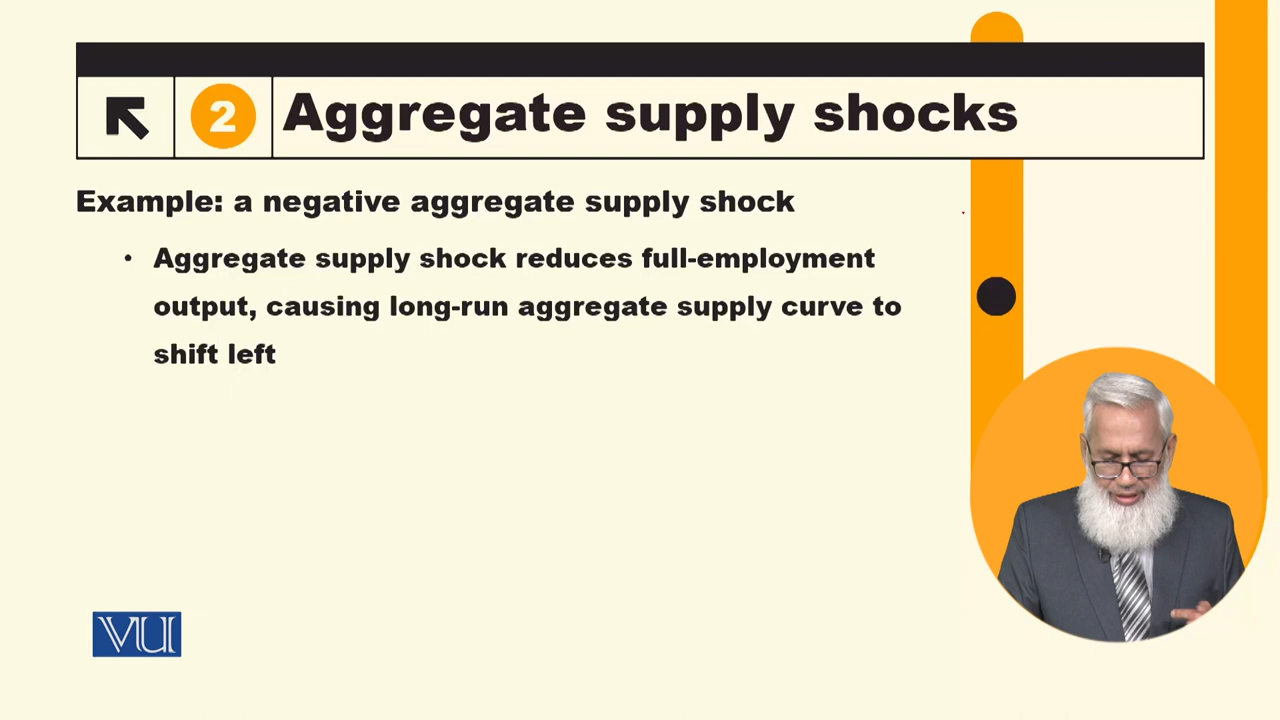 2 Aggregate supply shocks
Example: a negative aggregate supply shock
• Aggregate supply shock reduces full-employment
output, causing long-run aggregate supply curve to
shift left
VU